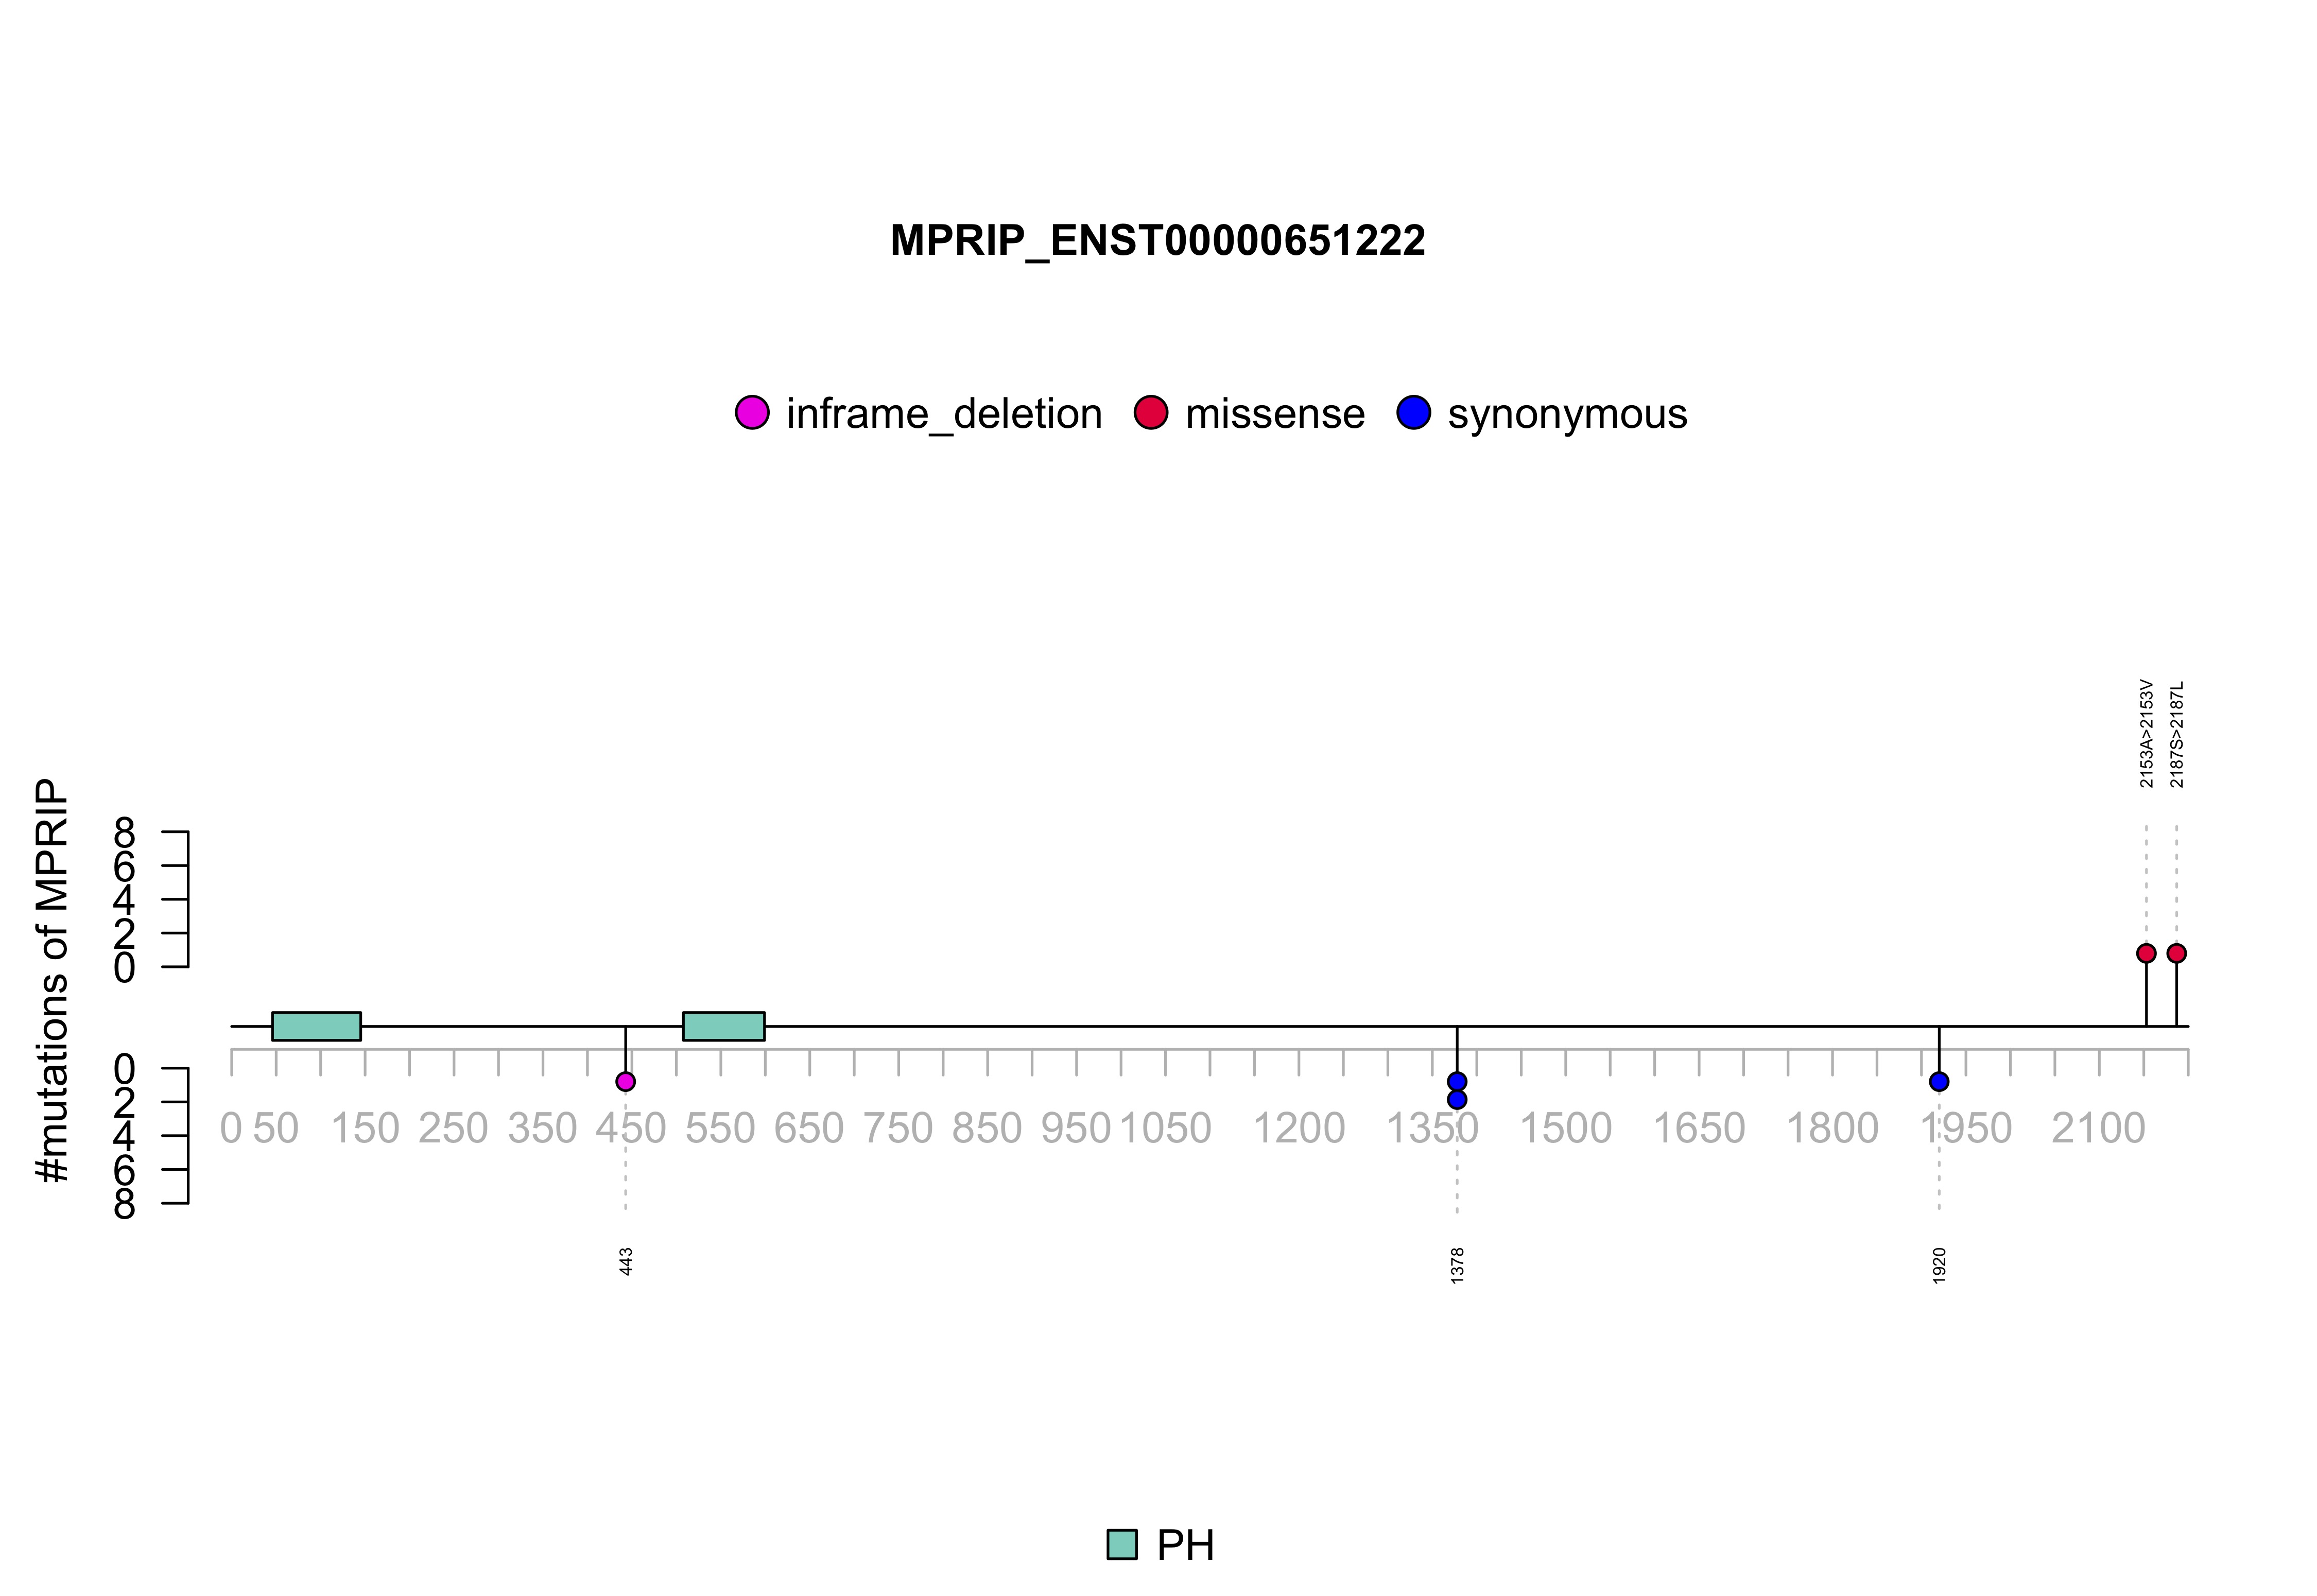 MPRIP_ENST00000651222
inframe_deletion missense synonymous
2153A>2153V
2187S>2187L
#mutations of MPRIP
8
6
4
2
0
0
2
4
6
8
0 50 150 250 350 450 550 650 750 850 950 1050 1200 1350 1500 1650 1800 1950 2100
443
1378
1920
PH